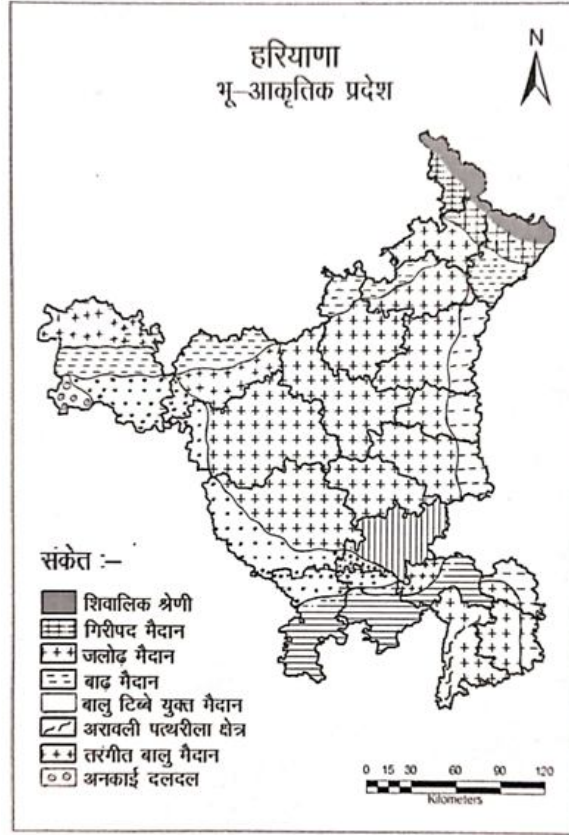 हरियाणा
भू-आकृतिक प्रदेश
N
संकेत :–
शिवालिक श्रेणी
गिरीपद मैदान
जलोढ़ मैदान
बाढ़ मैदान
बालु टिब्बे युक्त मैदान
अरावली पत्थरीला क्षेत्र
तरंगीत बालु मैदान
अनकाई दलदल
0 15 30 60 90 120
Kilometers